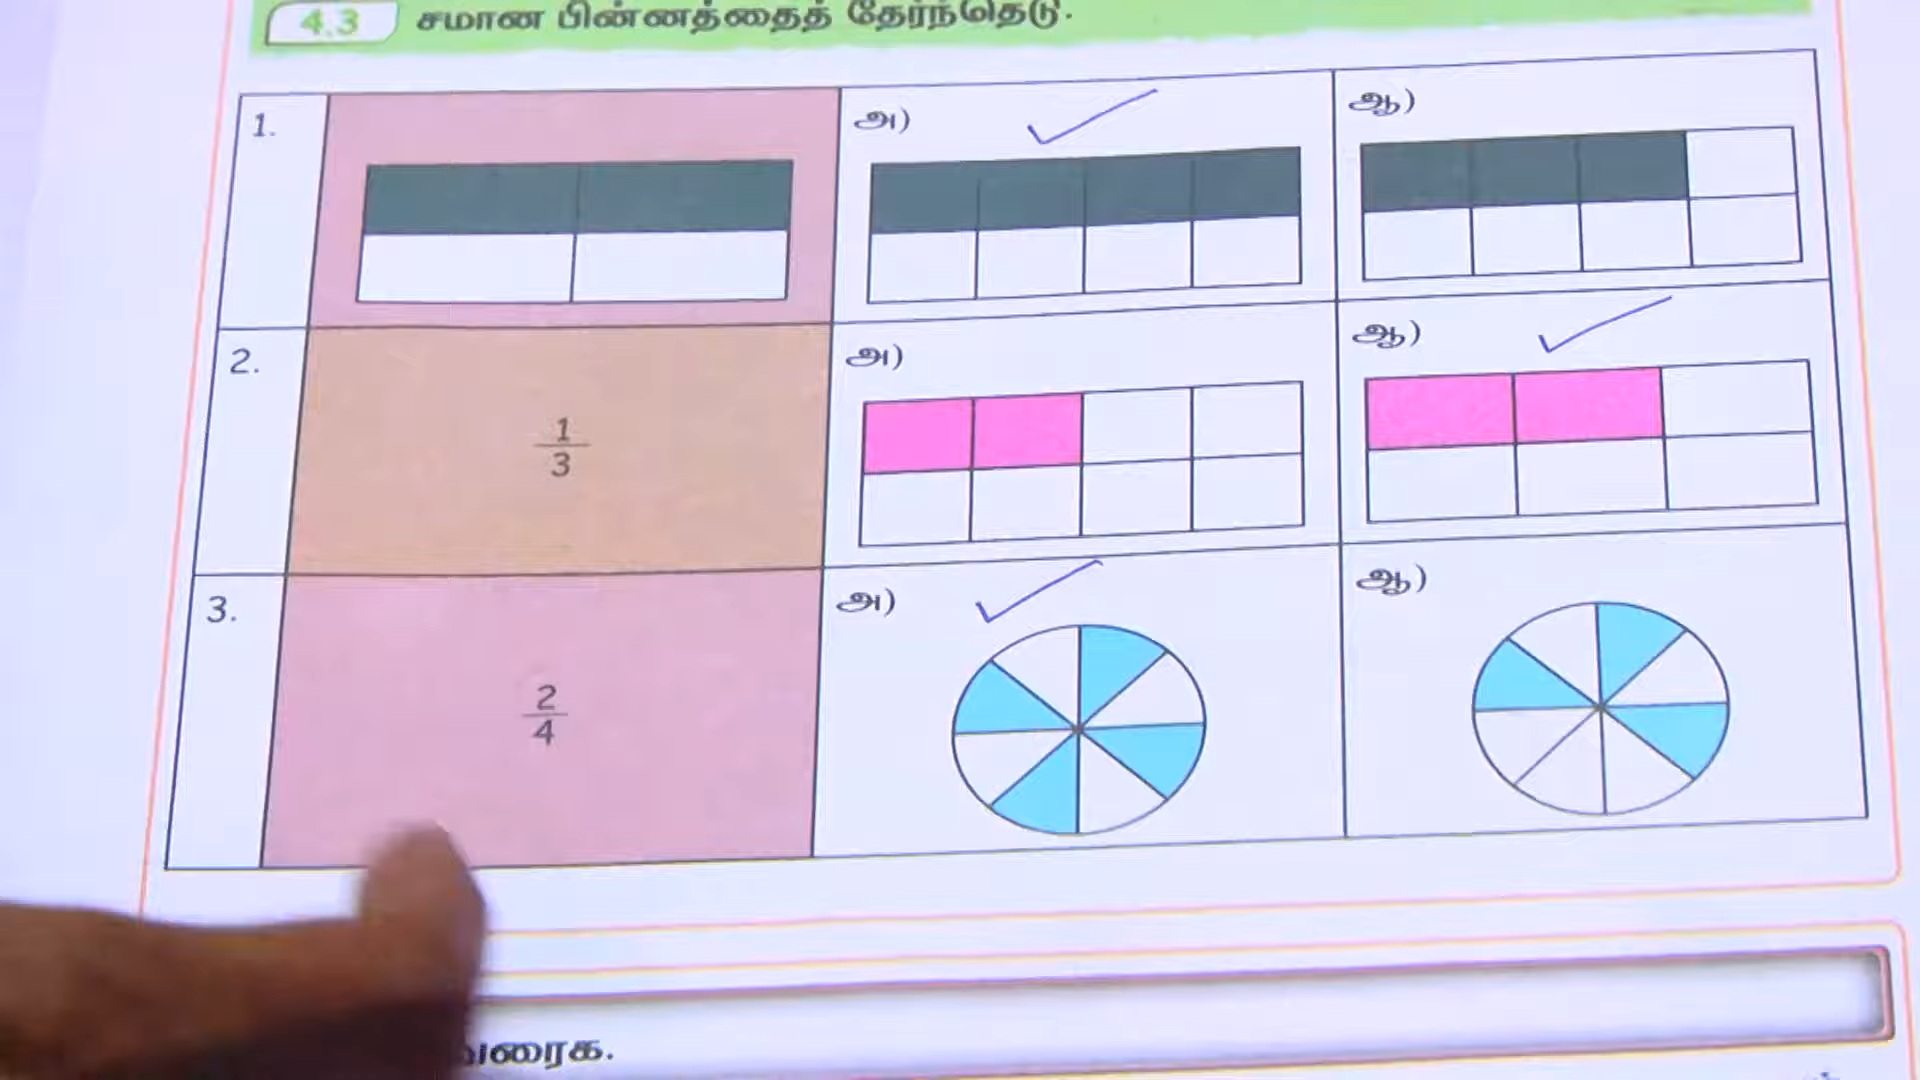 4.3 சமான பின்னத்தைத் தேர்ந்தெடு.
1.
அ)
ஆ)
2.
1
3
அ)
ஆ)
3.
2
4
அ)
ஆ)
வரைக.